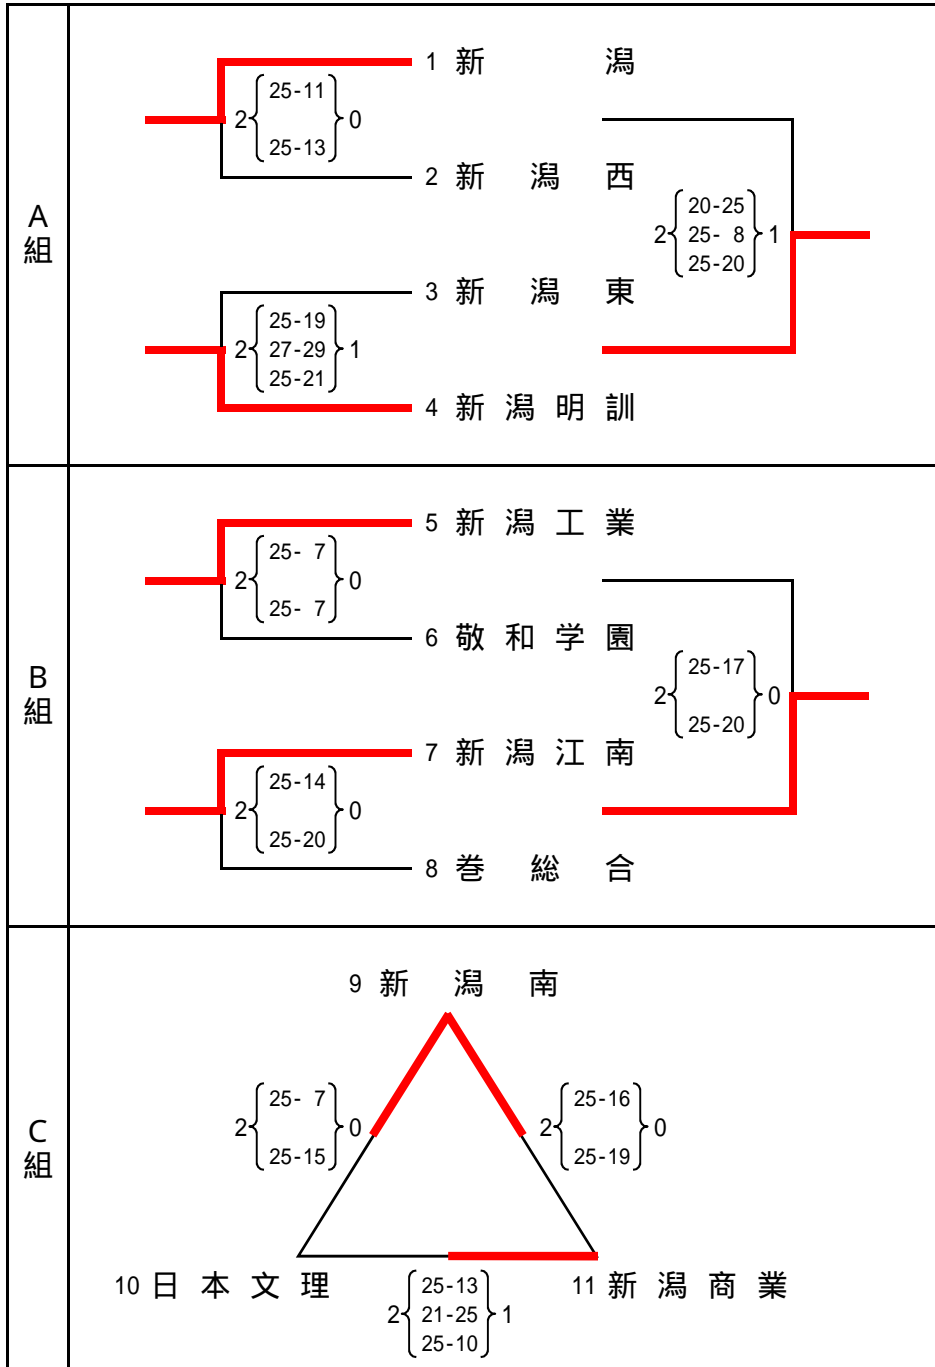 A組
1 新潟
2 { 25-11 } 0
25-13
2 新潟西
3 新潟東
2 { 25-19 } 1
27-29
25-21
4 新潟明訓
2 { 20-25 } 1
25- 8
25-20
B組
5 新潟工業
2 { 25- 7 } 0
25- 7
6 敬和学園
7 新潟江南
2 { 25-14 } 0
25-20
8 巻総合
2 { 25-17 } 0
25-20
C組
9 新潟南
2 { 25- 7 } 0
25-15
2 { 25-16 } 0
25-19
10 日本文理
11 新潟商業
2 { 25-13 } 1
21-25
25-10